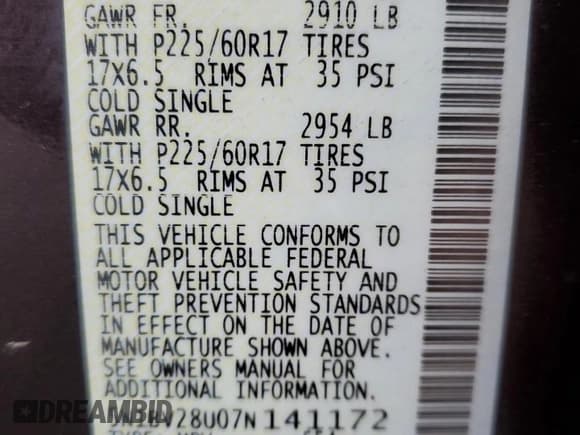 GAWR FR. 2910 LB
WITH P225/60R17 TIRES
17X6.5 RIMS AT 35 PSI
COLD SINGLE
GAWR RR. 2954 LB
WITH P225/60R17 TIRES
17X6.5 RIMS AT 35 PSI
COLD SINGLE
THIS VEHICLE CONFORMS TO
ALL APPLICABLE FEDERAL
MOTOR VEHICLE SAFETY AND
THEFT PREVENTION STANDARDS
IN EFFECT ON THE DATE OF
MANUFACTURE SHOWN ABOVE.
SEE OWNERS MANUAL FOR
ADDITIONAL INFORMATION.
DREAMBID